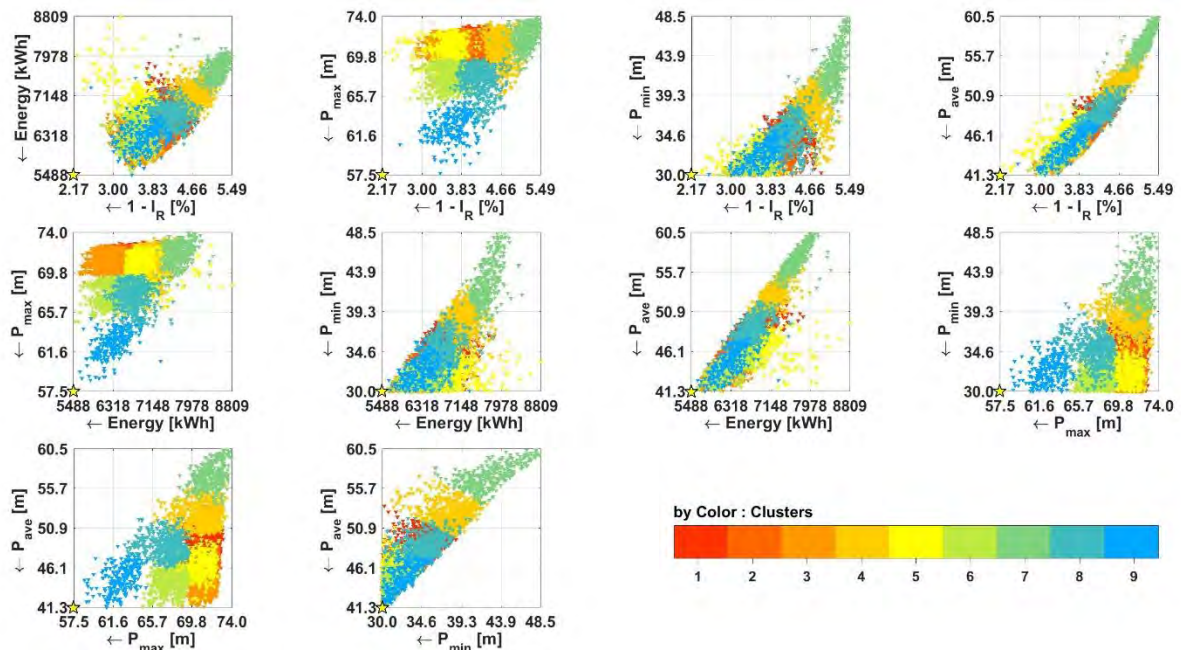 8809
7978
7148
6318
5488
← Energy [kWh]
2.17 3.00 3.83 4.66 5.49
← 1 - I_R [%]
74.0
69.8
65.7
61.6
57.5
← P_max [m]
2.17 3.00 3.83 4.66 5.49
← 1 - I_R [%]
48.5
43.9
39.3
34.6
30.0
← P_min [m]
2.17 3.00 3.83 4.66 5.49
← 1 - I_R [%]
60.5
55.7
50.9
46.1
41.3
← P_ave [m]
2.17 3.00 3.83 4.66 5.49
← 1 - I_R [%]
74.0
69.8
65.7
61.6
57.5
← P_max [m]
5488 6318 7148 7978 8809
← Energy [kWh]
48.5
43.9
39.3
34.6
30.0
← P_min [m]
5488 6318 7148 7978 8809
← Energy [kWh]
60.5
55.7
50.9
46.1
41.3
← P_ave [m]
5488 6318 7148 7978 8809
← Energy [kWh]
48.5
43.9
39.3
34.6
30.0
← P_min [m]
57.5 61.6 65.7 69.8 74.0
← P_max [m]
60.5
55.7
50.9
46.1
41.3
← P_ave [m]
57.5 61.6 65.7 69.8 74.0
← P_max [m]
60.5
55.7
50.9
46.1
41.3
← P_ave [m]
30.0 34.6 39.3 43.9 48.5
← P_min [m]
by Color : Clusters
1 2 3 4 5 6 7 8 9